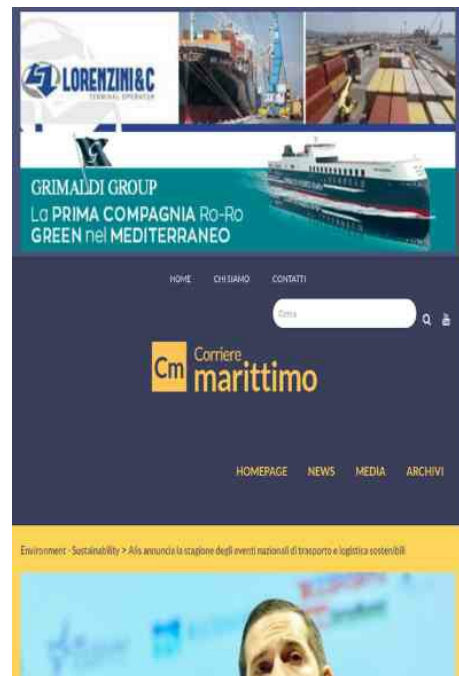 LORENZINI & C
TERMINAL OPERATOR
GRIMALDI GROUP
La PRIMA COMPAGNIA Ro-Ro
GREEN nel MEDITERRANEO
HOME CHI SIAMO CONTATTI
Cerca
Cm Corriere
marittimo
HOMEPAGE NEWS MEDIA ARCHIVI
Environment - Sustainability > Alis annuncia la stagione degli eventi nazionali di trasporto e logistica sostenibili